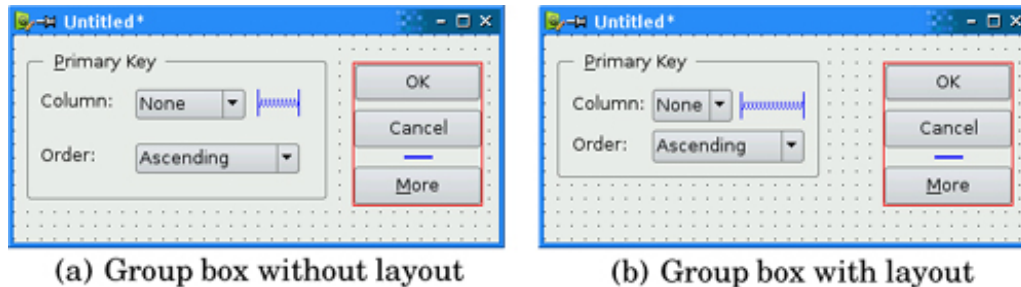 Untitled*
Primary Key
Column: None
Order: Ascending
OK
Cancel
More
(a) Group box without layout
Untitled*
Primary Key
Column: None
Order: Ascending
OK
Cancel
More
(b) Group box with layout